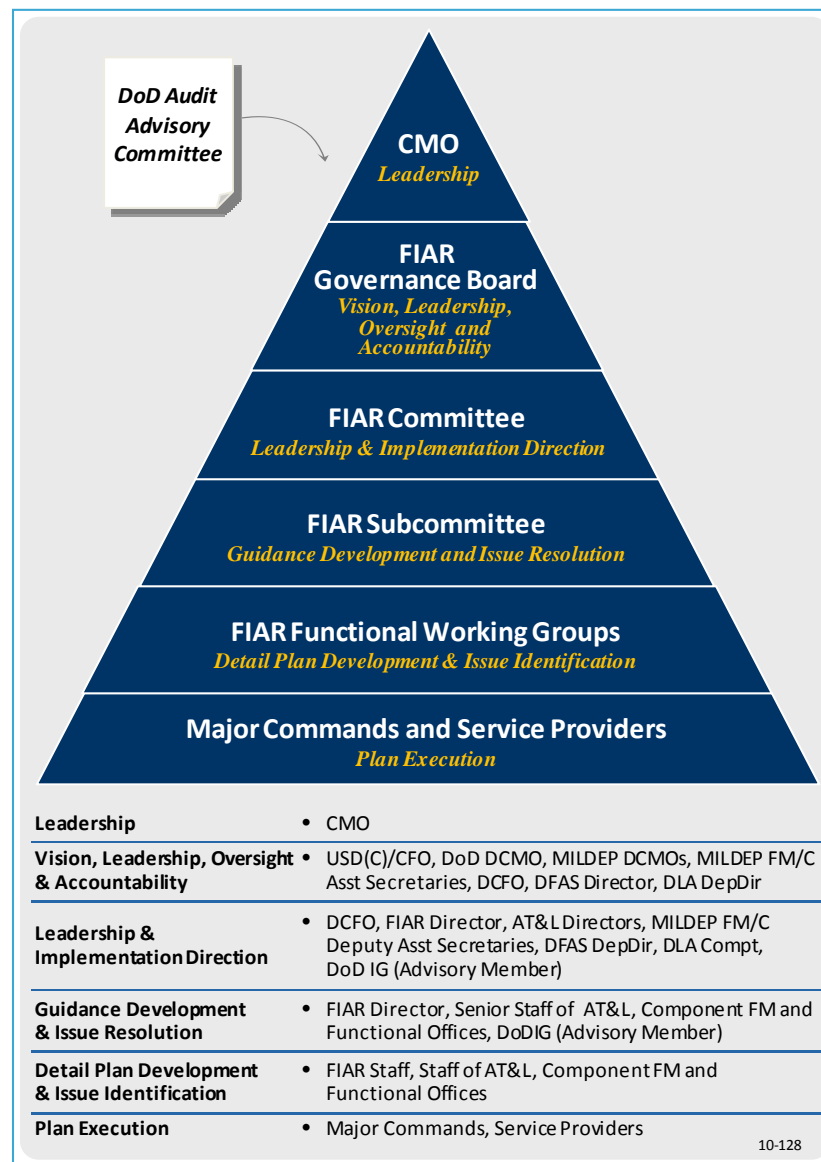 DoD Audit
Advisory
Committee
CMO
Leadership
FIAR
Governance Board
Vision, Leadership,
Oversight and
Accountability
FIAR Committee
Leadership & Implementation Direction
FIAR Subcommittee
Guidance Development and Issue Resolution
FIAR Functional Working Groups
Detail Plan Development & Issue Identification
Major Commands and Service Providers
Plan Execution
Leadership • CMO
Vision, Leadership, Oversight • USD(C)/CFO, DoD DCMO, MILDEP DCMOs, MILDEP FM/C
& Accountability Asst Secretaries, DCFO, DFAS Director, DLA DepDir
Leadership & • DCFO, FIAR Director, AT&L Directors, MILDEP FM/C
Implementation Direction Deputy Asst Secretaries, DFAS DepDir, DLA Compt,
DoD IG (Advisory Member)
Guidance Development • FIAR Director, Senior Staff of AT&L, Component FM and
& Issue Resolution Functional Offices, DoDIG (Advisory Member)
Detail Plan Development • FIAR Staff, Staff of AT&L, Component FM and
& Issue Identification Functional Offices
Plan Execution • Major Commands, Service Providers
10-128